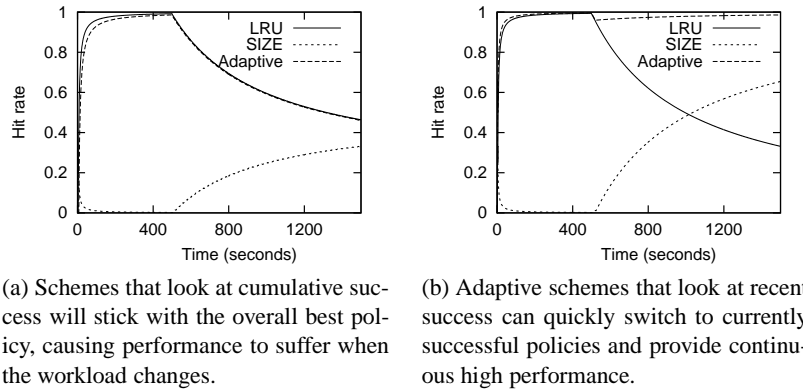 1
0.8
0.6
0.4
0.2
0
Hit rate
LRU
SIZE
Adaptive
0 400 800 1200
Time (seconds)
(a) Schemes that look at cumulative suc-
cess will stick with the overall best pol-
icy, causing performance to suffer when
the workload changes.
1
0.8
0.6
0.4
0.2
0
Hit rate
LRU
SIZE
Adaptive
0 400 800 1200
Time (seconds)
(b) Adaptive schemes that look at recent
success can quickly switch to currently
successful policies and provide continu-
ous high performance.